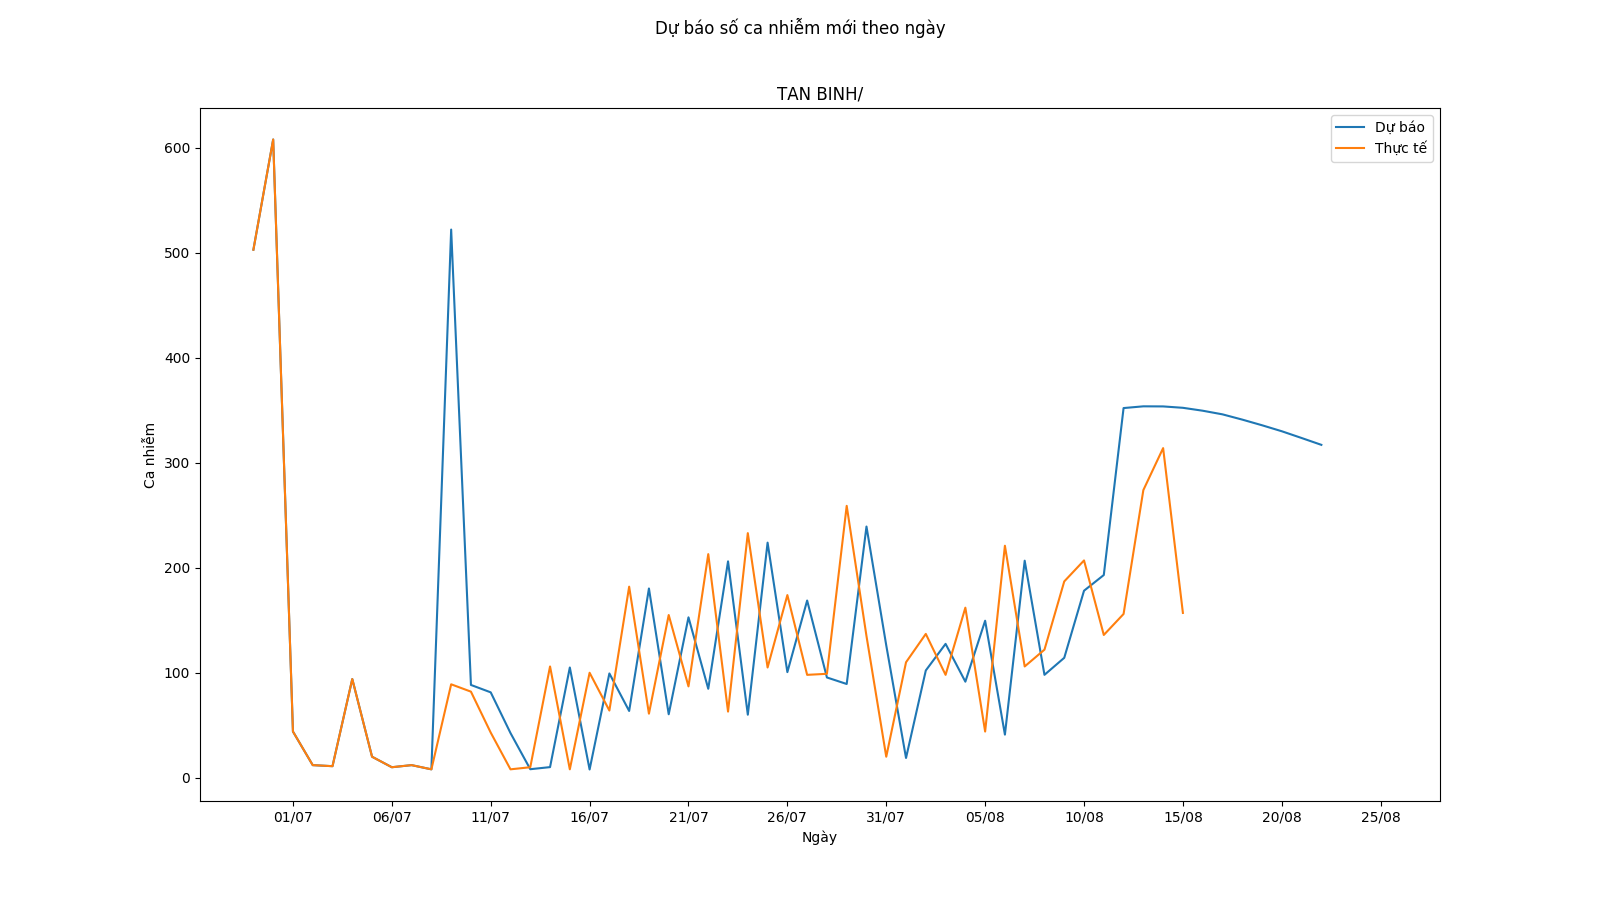 Dự báo số ca nhiễm mới theo ngày
TAN BINH/
Dự báo
Thực tế
600
500
400
300
200
100
0
Ca nhiễm
01/07 06/07 11/07 16/07 21/07 26/07 31/07 05/08 10/08 15/08 20/08 25/08
Ngày